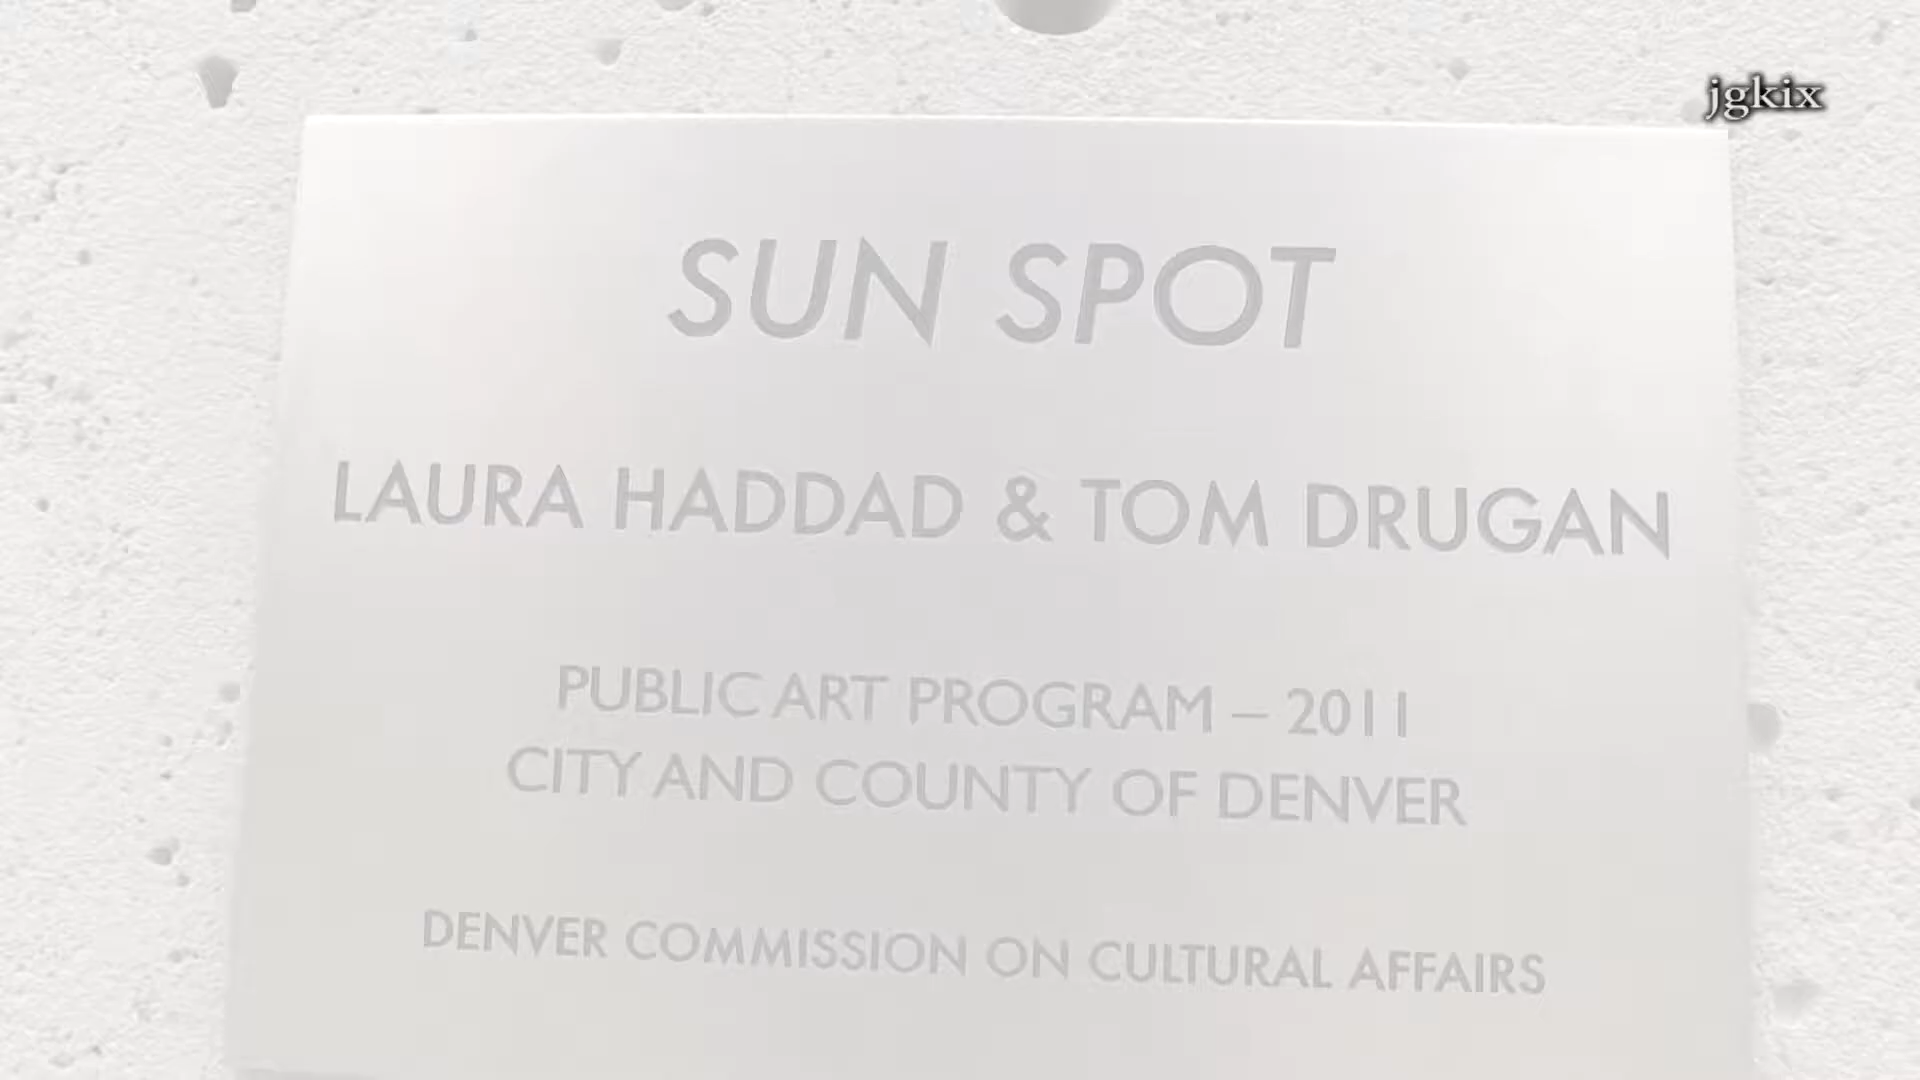 jgkix
SUN SPOT
LAURA HADDAD & TOM DRUGAN
PUBLIC ART PROGRAM – 2011
CITY AND COUNTY OF DENVER
DENVER COMMISSION ON CULTURAL AFFAIRS